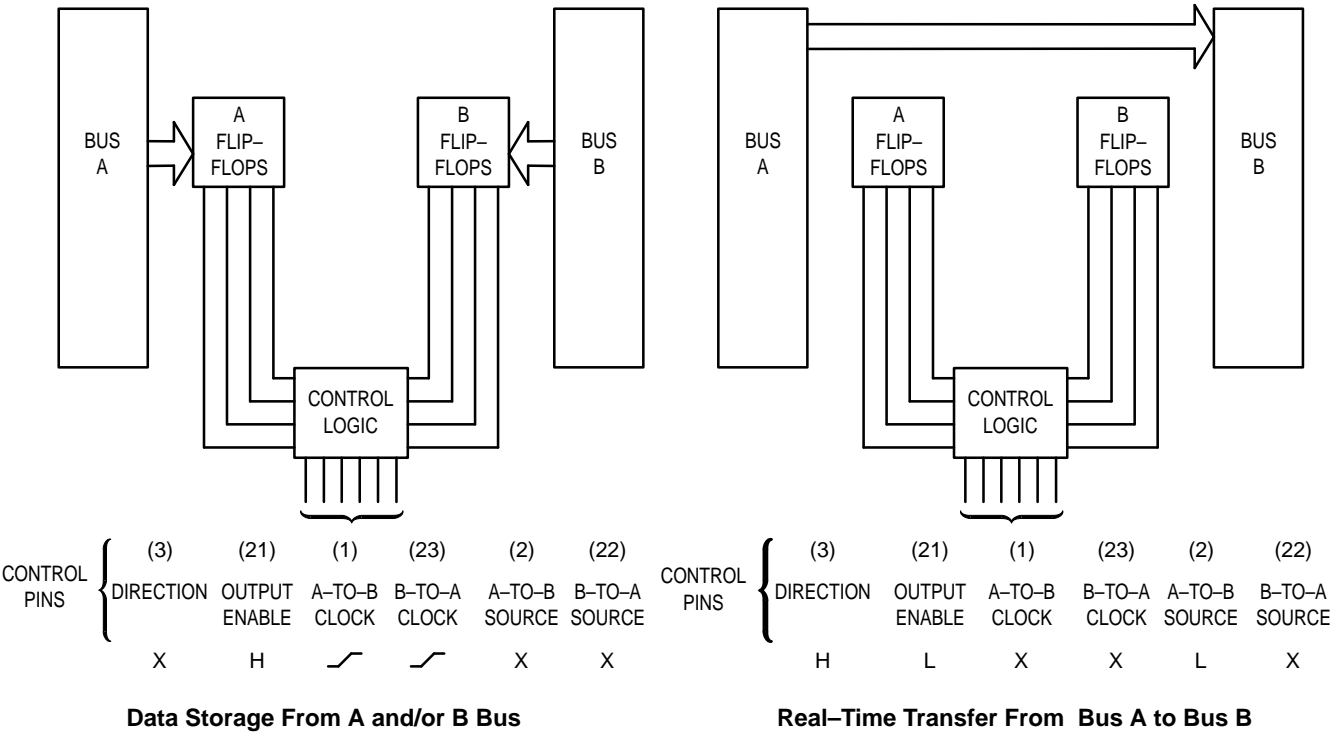 BUS
A
A
FLIP–
FLOPS
B
FLIP–
FLOPS
BUS
B
CONTROL
LOGIC
CONTROL
PINS
(3) (21) (1) (23) (2) (22)
DIRECTION OUTPUT A–TO–B B–TO–A A–TO–B B–TO–A
ENABLE CLOCK CLOCK SOURCE SOURCE
X H X X
Data Storage From A and/or B Bus
BUS
A
A
FLIP–
FLOPS
B
FLIP–
FLOPS
BUS
B
CONTROL
LOGIC
CONTROL
PINS
(3) (21) (1) (23) (2) (22)
DIRECTION OUTPUT A–TO–B B–TO–A A–TO–B B–TO–A
ENABLE CLOCK CLOCK SOURCE SOURCE
H L X X L X
Real–Time Transfer From Bus A to Bus B